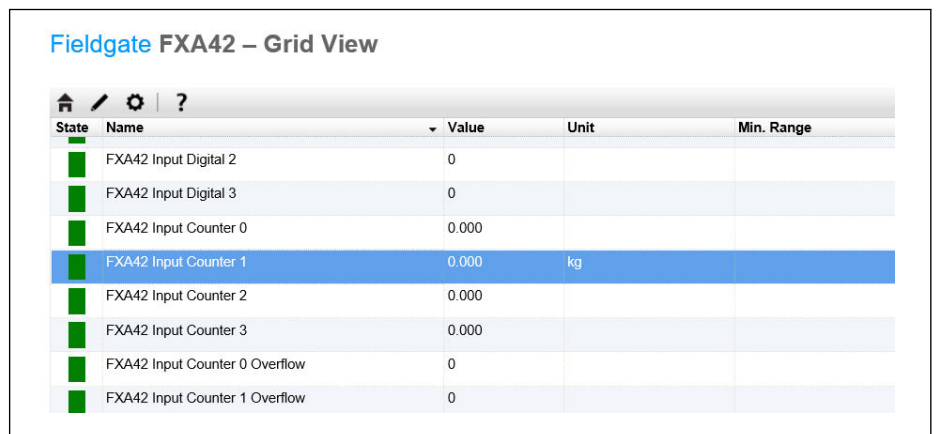 Fieldgate FXA42 – Grid View
?
State Name Value Unit Min. Range
FXA42 Input Digital 2 0
FXA42 Input Digital 3 0
FXA42 Input Counter 0 0.000
FXA42 Input Counter 1 0.000 kg
FXA42 Input Counter 2 0.000
FXA42 Input Counter 3 0.000
FXA42 Input Counter 0 Overflow 0
FXA42 Input Counter 1 Overflow 0